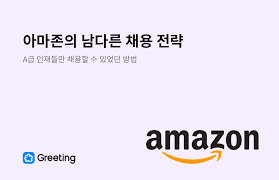 아마존의 남다른 채용 전략
A급 인재들만 채용할 수 있었던 방법
Greeting
amazon